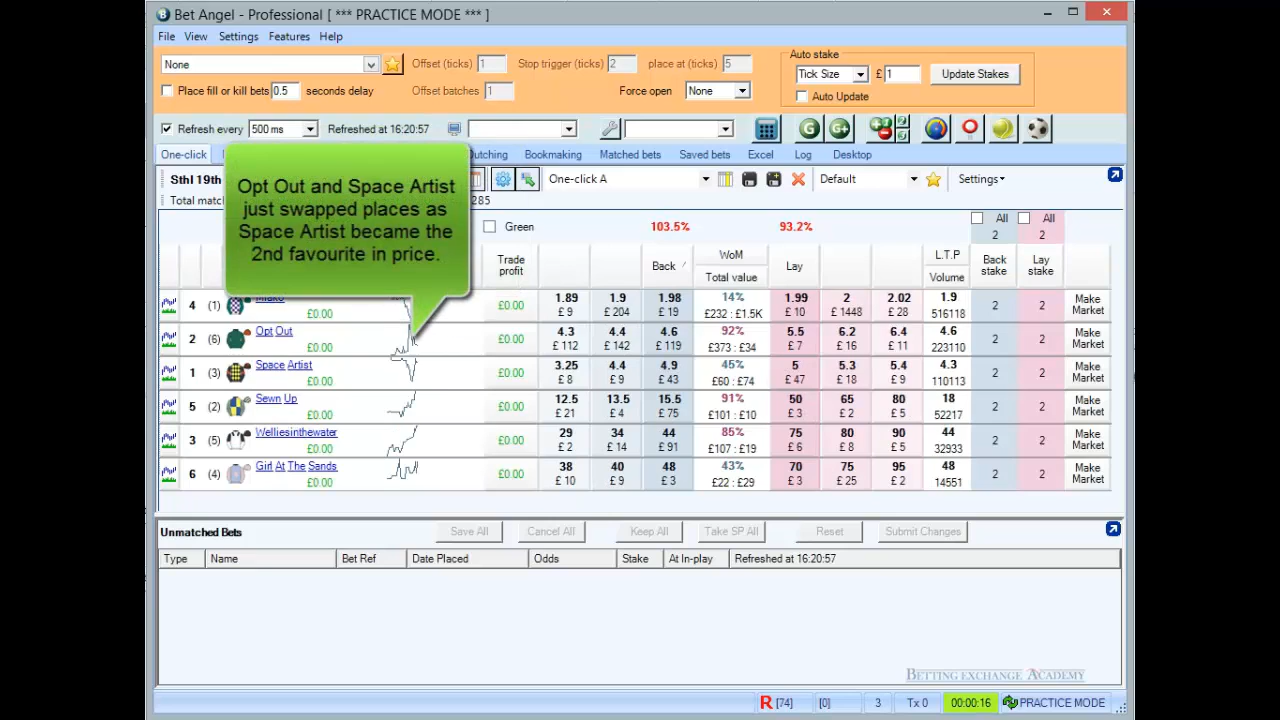 Bet Angel - Professional [ *** PRACTICE MODE *** ]
File View Settings Features Help
None Offset (ticks) 1 Stop trigger (ticks) 2 place at (ticks) 5
Auto stake
Tick Size £ 1 Update Stakes
Place fill or kill bets 0.5 seconds delay Offset batches 1 Force open None
Auto Update
Refresh every 500 ms Refreshed at 16:20:57
One-click Dutching Bookmaking Matched bets Saved bets Excel Log Desktop
Sthl 19th One-click A Default Settings
Total matc 285
Opt Out and Space Artist
just swapped places as
Space Artist became the
2nd favourite in price.
Green 103.5% 93.2% All 2 All 2
Trade profit Back WoM Total value Lay L.T.P Volume Back stake Lay stake
4 (1) £0.00 £0.00 1.89 £ 9 1.9 £ 204 1.98 £ 19 14% £232 : £1.5K 1.99 £ 10 2 £ 1448 2.02 £ 28 1.9 516118 2 2 Make Market
2 (6) Opt Out £0.00 £0.00 4.3 £ 112 4.4 £ 142 4.6 £ 119 92% £373 : £34 5.5 £ 7 6.2 £ 16 6.4 £ 11 4.6 223110 2 2 Make Market
1 (3) Space Artist £0.00 £0.00 3.25 £ 8 4.4 £ 9 4.9 £ 43 45% £60 : £74 5 £ 47 5.3 £ 18 5.4 £ 9 4.3 110113 2 2 Make Market
5 (2) Sewn Up £0.00 £0.00 12.5 £ 21 13.5 £ 4 15.5 £ 75 91% £101 : £10 50 £ 3 65 £ 2 80 £ 5 18 52217 2 2 Make Market
3 (5) Welliesinthewater £0.00 £0.00 29 £ 2 34 £ 14 44 £ 91 85% £107 : £19 75 £ 6 80 £ 8 90 £ 5 44 32933 2 2 Make Market
6 (4) Girl At The Sands £0.00 £0.00 38 £ 10 40 £ 9 48 £ 3 43% £22 : £29 70 £ 3 75 £ 25 95 £ 2 48 14551 2 2 Make Market
Unmatched Bets Save All Cancel All Keep All Take SP All Reset Submit Changes
Type Name Bet Ref Date Placed Odds Stake At In-play Refreshed at 16:20:57
BETTING EXCHANGE ACADEMY
R [74] [0] 3 Tx 0 00:00:16 PRACTICE MODE